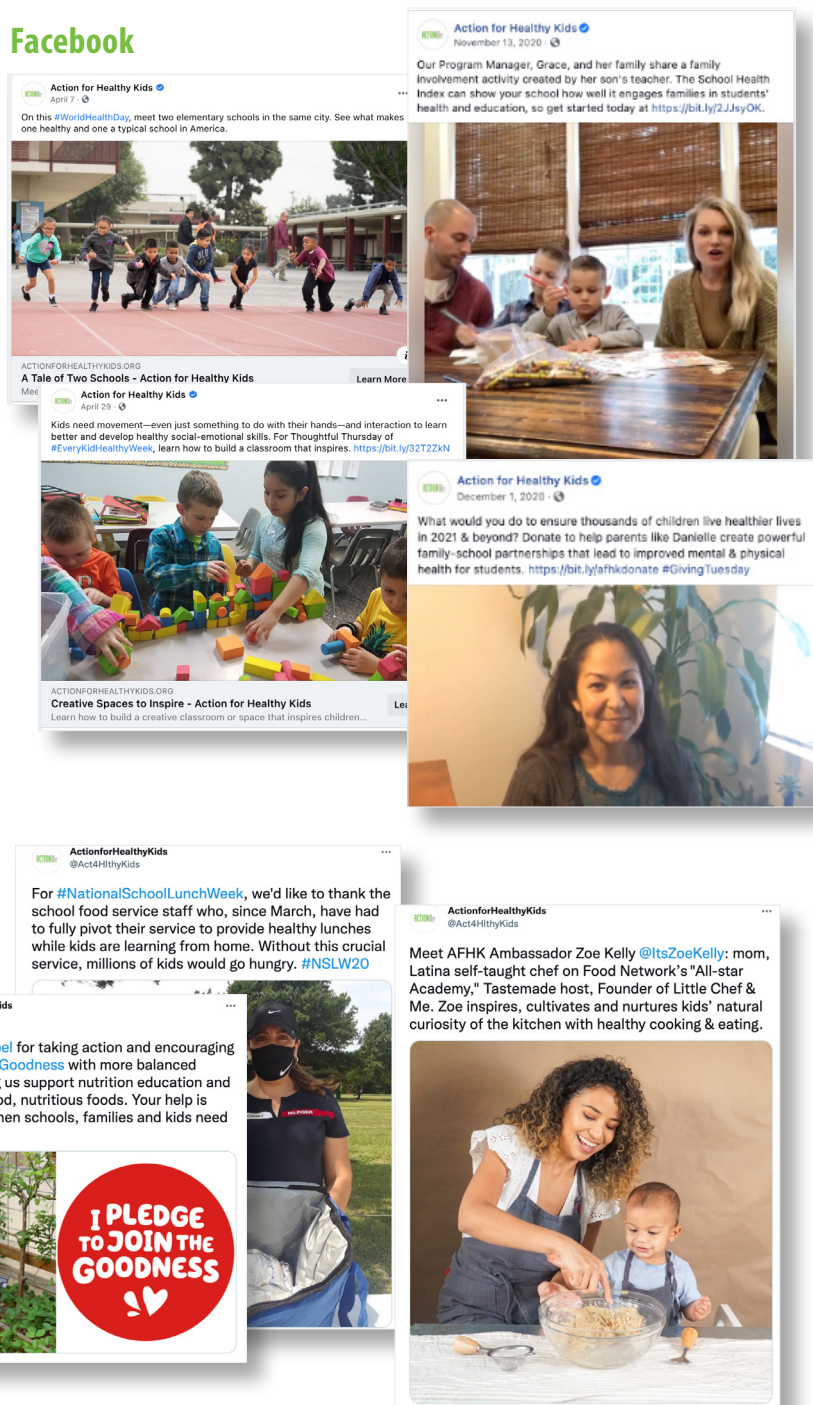 Facebook
Action for Healthy Kids
April 7
On this #WorldHealthDay, meet two elementary schools in the same city. See what makes
one healthy and one a typical school in America.
ACTIONFORHEALTHYKIDS.ORG
A Tale of Two Schools - Action for Healthy Kids
Learn More
Action for Healthy Kids
November 13, 2020
Our Program Manager, Grace, and her family share a family
involvement activity created by her son's teacher. The School Health
Index can show your school how well it engages families in students'
health and education, so get started today at https://bit.ly/2JJsyOK.
Action for Healthy Kids
April 29
Kids need movement—even just something to do with their hands—and interaction to learn
better and develop healthy social-emotional skills. For Thoughtful Thursday of
#EveryKidHealthyWeek, learn how to build a classroom that inspires. https://bit.ly/32T2ZkN
ACTIONFORHEALTHYKIDS.ORG
Creative Spaces to Inspire - Action for Healthy Kids
Learn how to build a creative classroom or space that inspires children...
Action for Healthy Kids
December 1, 2020
What would you do to ensure thousands of children live healthier lives
in 2021 & beyond? Donate to help parents like Danielle create powerful
family-school partnerships that lead to improved mental & physical
health for students. https://bit.ly/afhkdonate #GivingTuesday
ActionforHealthyKids
@Act4HlthyKids
For #NationalSchoolLunchWeek, we'd like to thank the
school food service staff who, since March, have had
to fully pivot their service to provide healthy lunches
while kids are learning from home. Without this crucial
service, millions of kids would go hungry. #NSLW20
for taking action and encouraging
Goodness with more balanced
us support nutrition education and
nutritious foods. Your help is
schools, families and kids need
I PLEDGE
TO JOIN THE
GOODNESS
ActionforHealthyKids
@Act4HlthyKids
Meet AFHK Ambassador Zoe Kelly @ItsZoeKelly: mom,
Latina self-taught chef on Food Network's "All-star
Academy," Tastemade host, Founder of Little Chef &
Me. Zoe inspires, cultivates and nurtures kids' natural
curiosity of the kitchen with healthy cooking & eating.